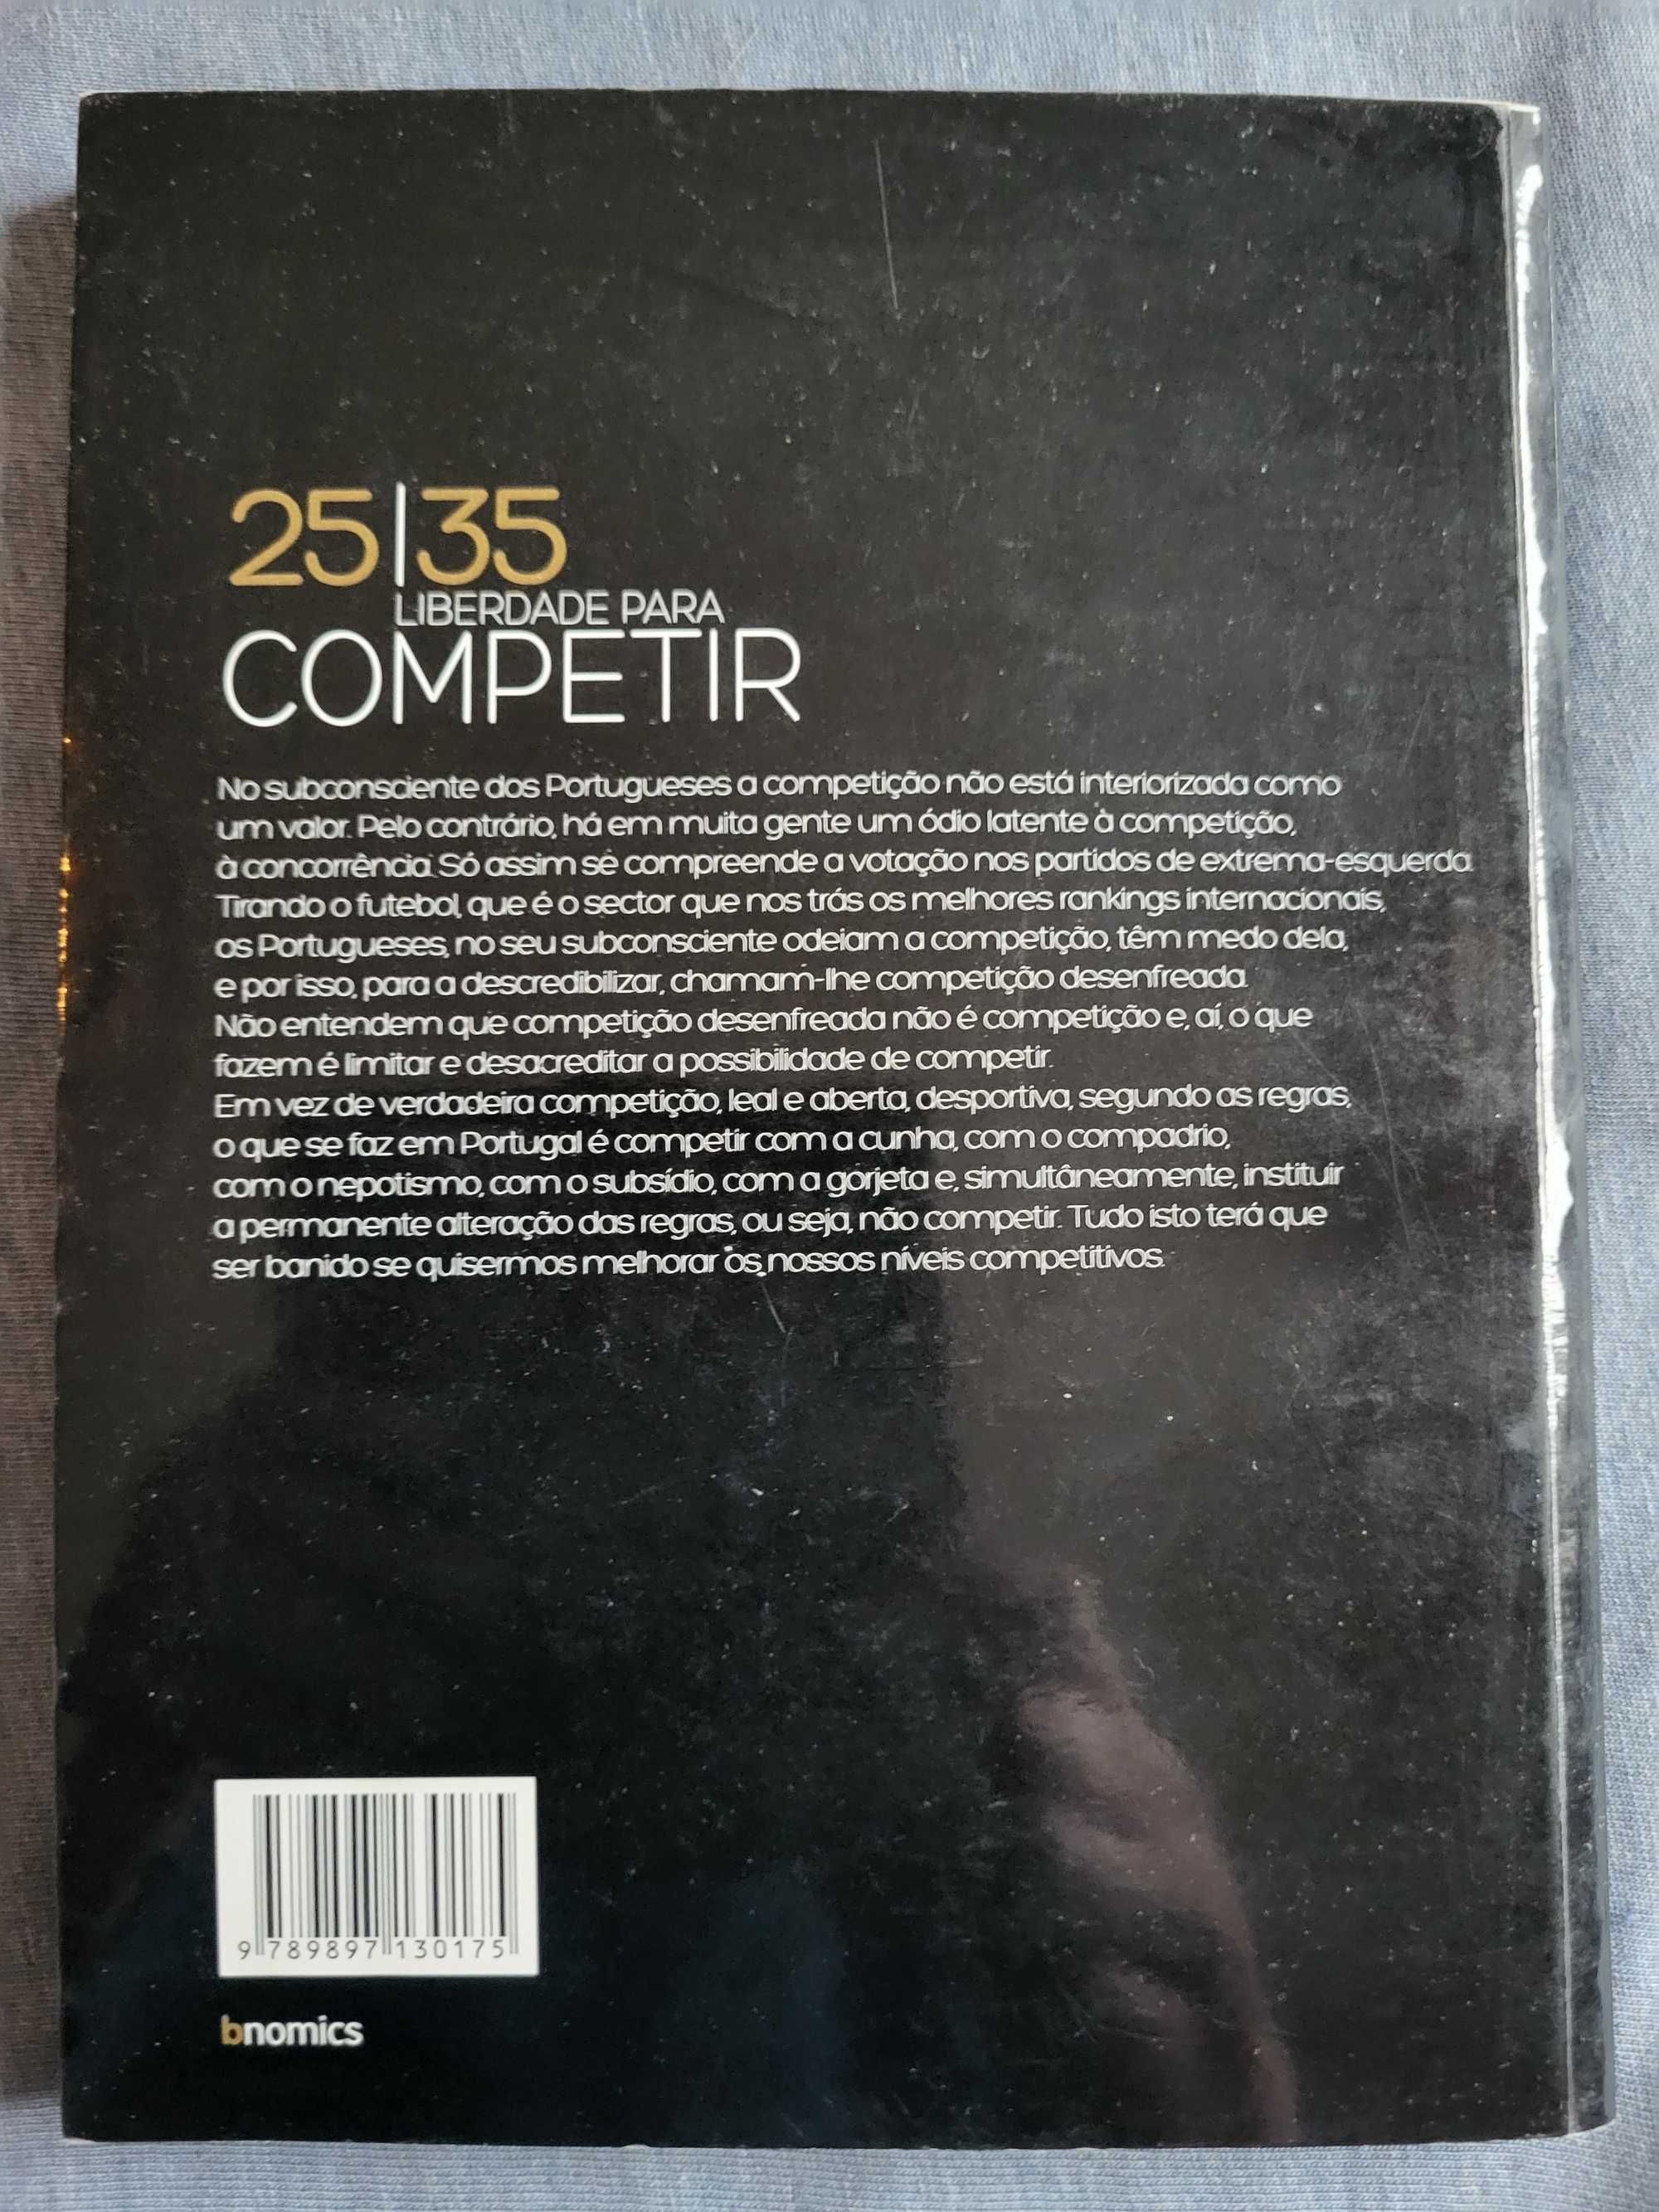 25|35
LIBERDADE PARA
COMPETIR
No subconsciente dos Portugueses a competição não está interiorizada como
um valor. Pelo contrário, há em muita gente um ódio latente à competição,
à concorrência. Só assim se compreende a votação nos partidos de extrema-esquerda.
Tirando o futebol, que é o sector que nos trás os melhores rankings internacionais,
os Portugueses, no seu subconsciente odeiam a competição, têm medo dela,
e por isso, para a descredibilizar, chamam-lhe competição desenfreada.
Não entendem que competição desenfreada não é competição e, aí, o que
fazem é limitar e desacreditar a possibilidade de competir.
Em vez de verdadeira competição, leal e aberta, desportiva, segundo as regras,
o que se faz em Portugal é competir com a cunha, com o compadrio,
com o nepotismo, com o subsídio, com a gorjeta e, simultâneamente, instituir
a permanente alteração das regras, ou seja, não competir. Tudo isto terá que
ser banido se quisermos melhorar os nossos níveis competitivos.
9 789897 130175
bnomics